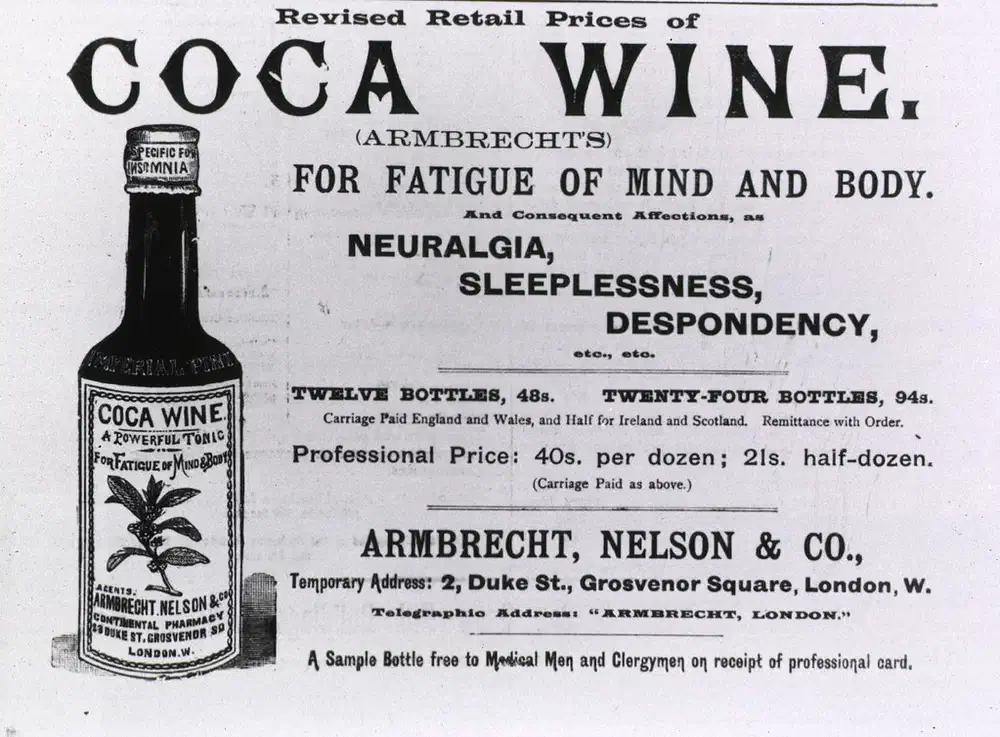 Revised Retail Prices of
COCA WINE.
(ARMBRECHT'S)
FOR FATIGUE OF MIND AND BODY.
And Consequent Affections, as
NEURALGIA,
SLEEPLESSNESS,
DESPONDENCY,
etc., etc.
TWELVE BOTTLES, 48s. TWENTY-FOUR BOTTLES, 94s.
Carriage Paid England and Wales, and Half for Ireland and Scotland. Remittance with Order.
Professional Price: 40s. per dozen; 21s. half-dozen.
(Carriage Paid as above.)
ARMBRECHT, NELSON & CO.,
Temporary Address: 2, Duke St., Grosvenor Square, London, W.
Telegraphic Address: "ARMBRECHT, LONDON."
A Sample Bottle free to Medical Men and Clergymen on receipt of professional card.
SPECIFIC FOR
INSOMNIA
IMPERIAL PINT
COCA WINE.
A POWERFUL TONIC
FOR FATIGUE OF MIND & BODY
AGENTS.
ARMBRECHT, NELSON & Co
CONTINENTAL PHARMACY
DUKE ST, GROSVENOR SQ
LONDON. W.